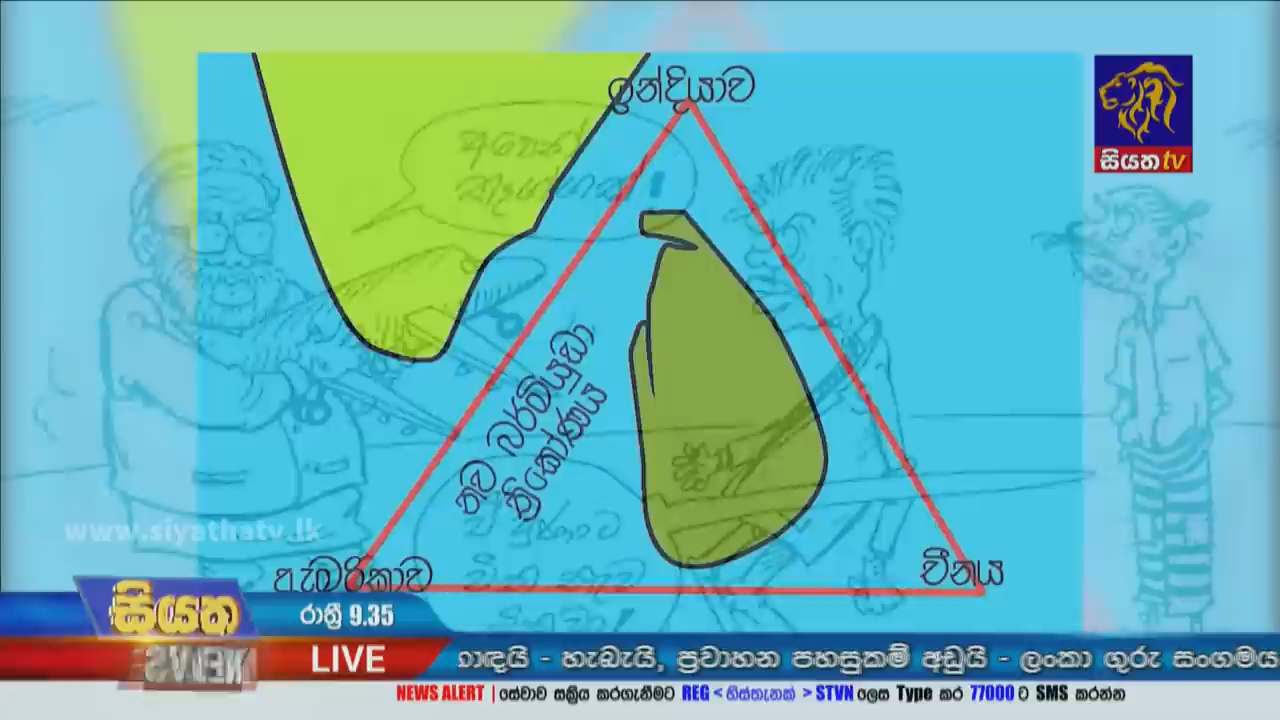 ඉන්දියාව
සියත tv
නව බර්මියුඩා
ත්‍රිකෝණය
ඇමරිකාව
චීනය
www.siyathatv.lk
සියත
රාත්‍රී 9.35
LIVE
ගාඳයි - හැබැයි, ප්‍රවාහන පහසුකම් අඩුයි - ලංකා ගුරු සංගමය
NEWS ALERT | සේවාව සක්‍රිය කරගැනීමට REG < හිස්තැනක් > STVN ලෙස Type කර 77000 ට SMS කරන්න